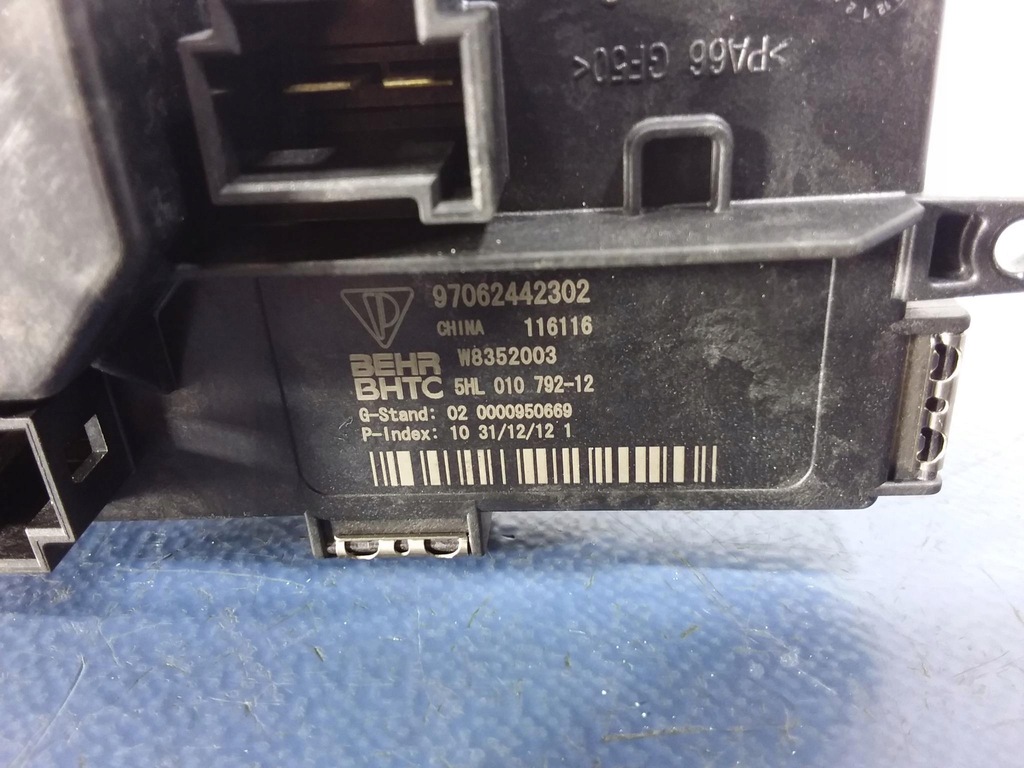 >PA66 GF50<
97062442302
CHINA 116116
BEHR W8352003
BHTC 5HL 010 792-12
G-Stand: 02 0000950669
P-Index: 10 31/12/12 1